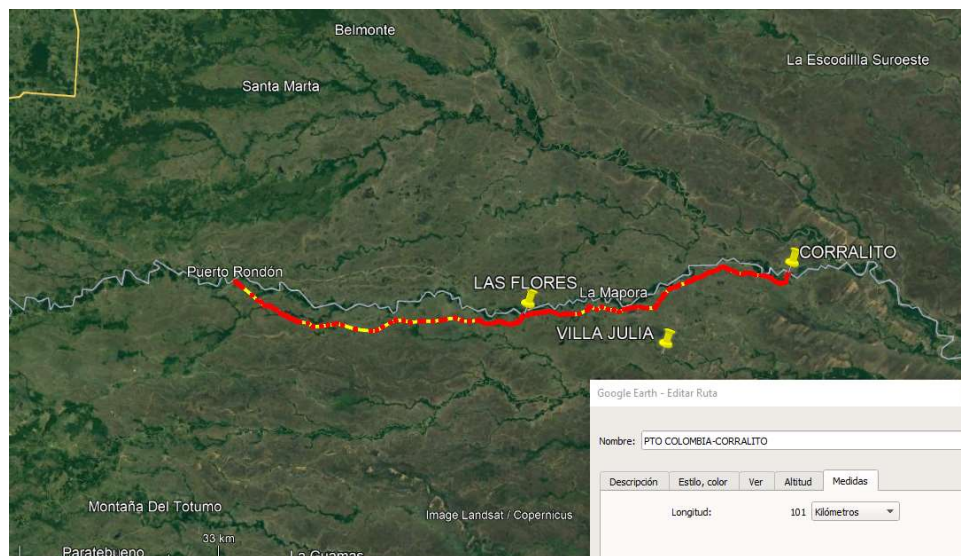 Belmonte
La Escodillla Suroeste
Santa Marta
CORRALITO
Puerto Rondón
LAS FLORES
La Mapora
VILLA JULIA
Google Earth - Editar Ruta
Nombre: PTO COLOMBIA-CORRALITO
Descripción Estilo, color Ver Altitud Medidas
Longitud: 101 Kilómetros
Montaña Del Totumo
Image Landsat / Copernicus
33 km
Paratebueno
La Guamas